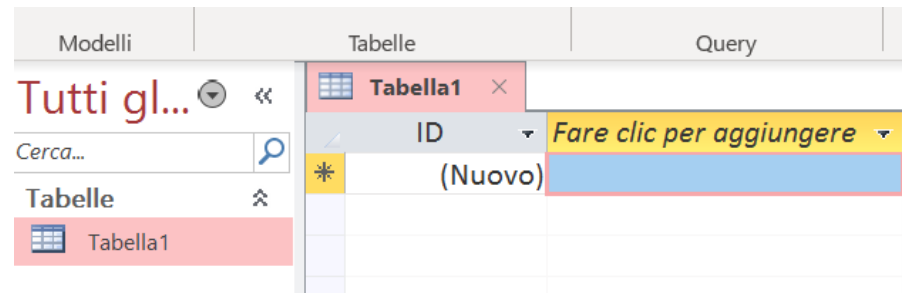 Modelli
Tabelle
Query
Tutti gl...
Cerca...
Tabelle
Tabella1
Tabella1
ID
Fare clic per aggiungere
(Nuovo)